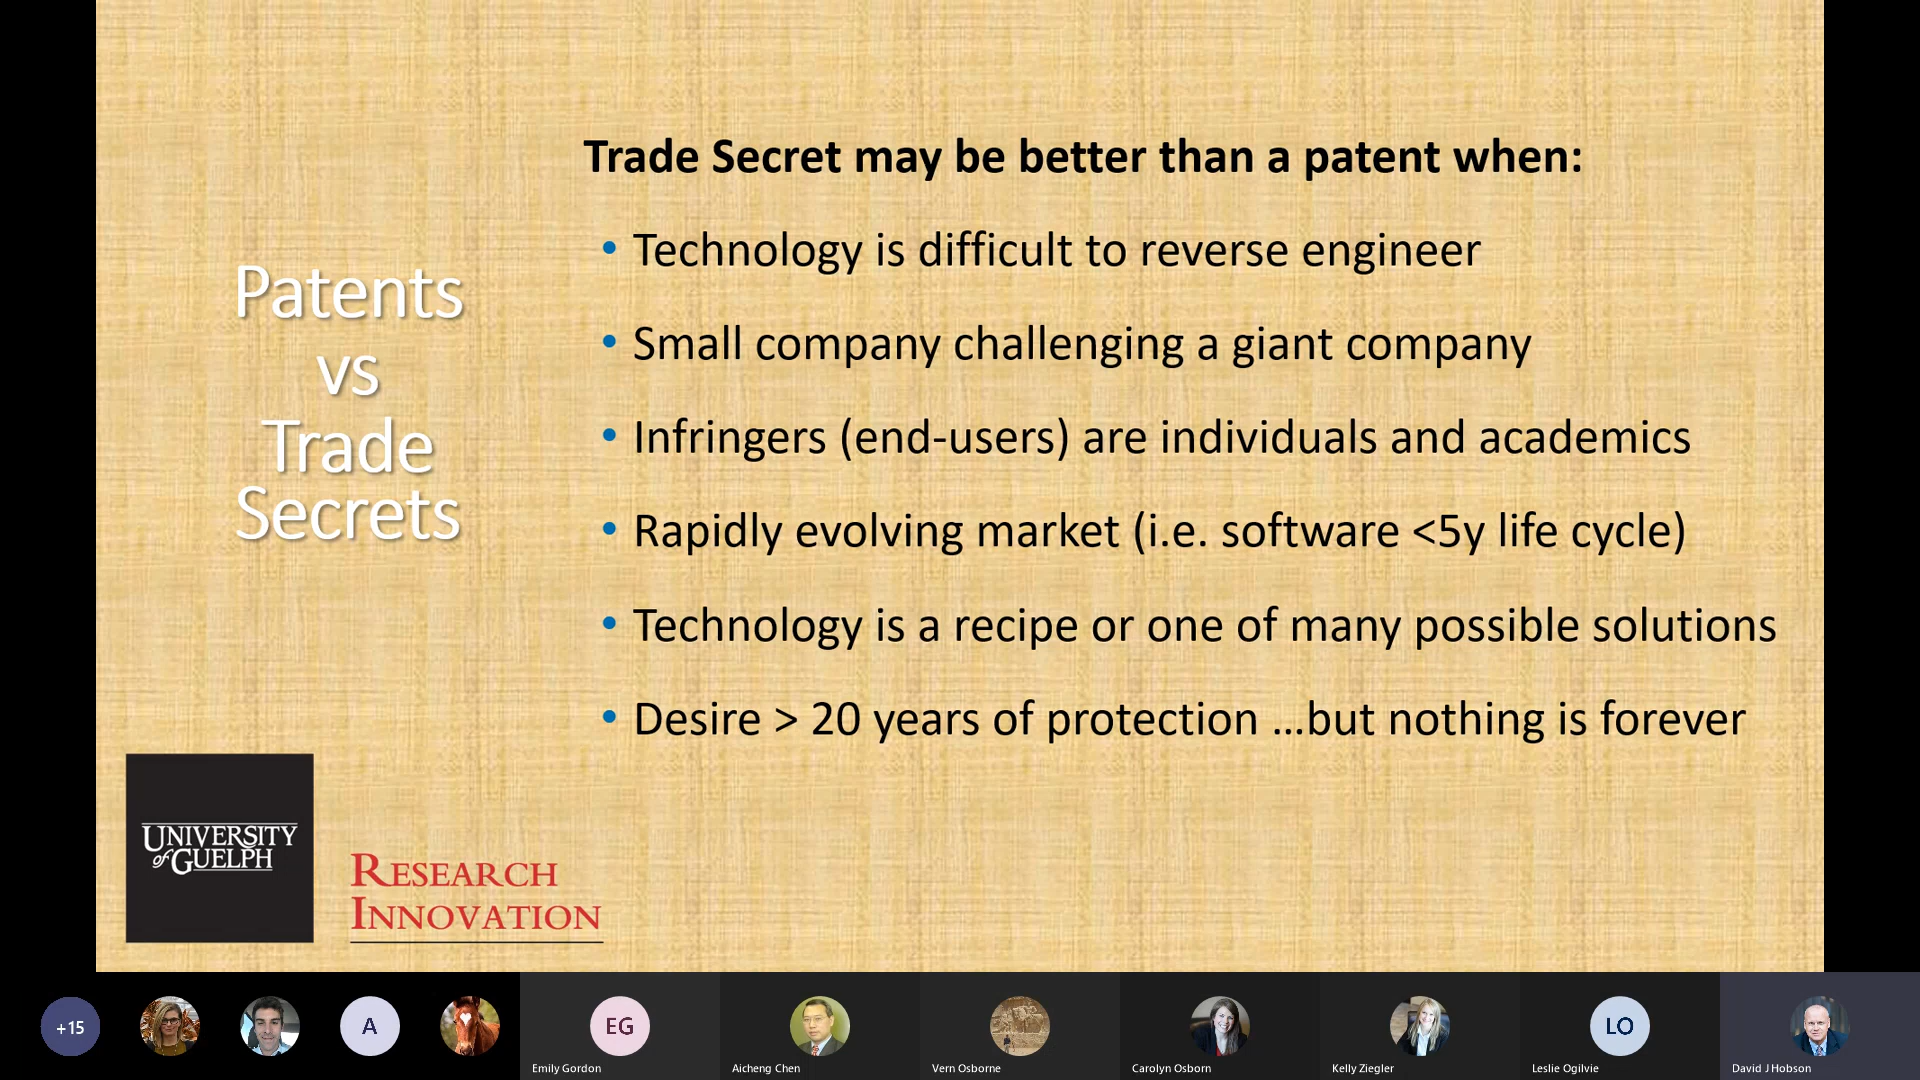 Patents
vs
Trade
Secrets
Trade Secret may be better than a patent when:
• Technology is difficult to reverse engineer
• Small company challenging a giant company
• Infringers (end-users) are individuals and academics
• Rapidly evolving market (i.e. software <5y life cycle)
• Technology is a recipe or one of many possible solutions
• Desire > 20 years of protection ...but nothing is forever
UNIVERSITY
of GUELPH
RESEARCH
INNOVATION
+15
A
EG
LO
Emily Gordon
Aicheng Chen
Vern Osborne
Carolyn Osborn
Kelly Ziegler
Leslie Ogilvie
David J Hobson